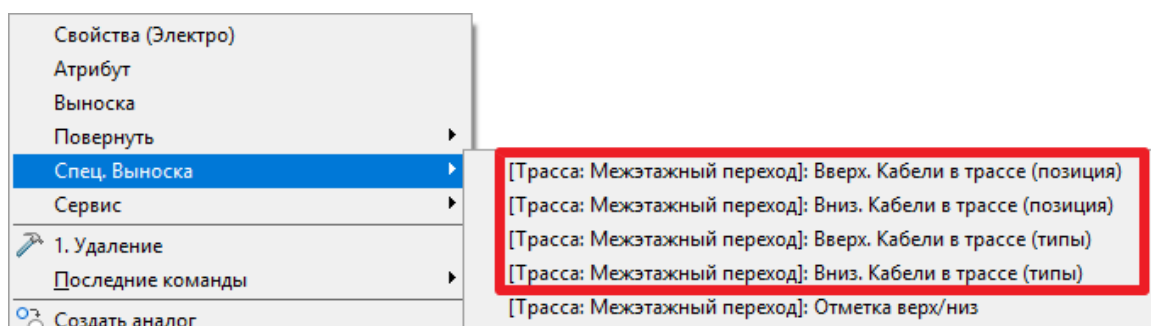 Свойства (Электро)
Атрибут
Выноска
Повернуть
Спец. Выноска
Сервис
1. Удаление
Последние команды
Создать аналог
[Трасса: Межэтажный переход]: Вверх. Кабели в трассе (позиция)
[Трасса: Межэтажный переход]: Вниз. Кабели в трассе (позиция)
[Трасса: Межэтажный переход]: Вверх. Кабели в трассе (типы)
[Трасса: Межэтажный переход]: Вниз. Кабели в трассе (типы)
[Трасса: Межэтажный переход]: Отметка верх/низ